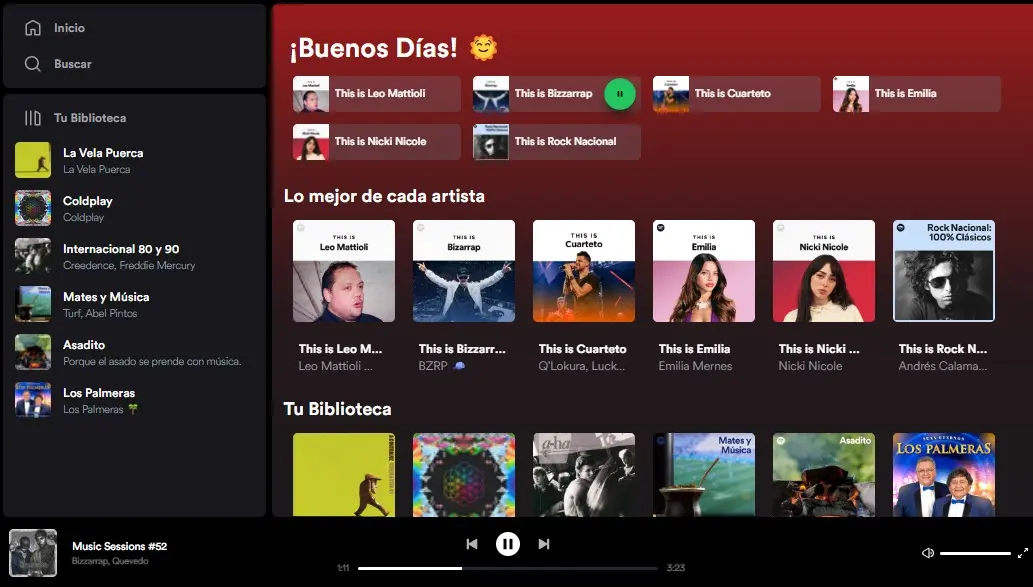 Inicio
Buscar
Tu Biblioteca
La Vela Puerca
La Vela Puerca
Coldplay
Coldplay
Internacional 80 y 90
Creedence, Freddie Mercury
Mates y Música
Turf, Abel Pintos
Asadito
Porque el asado se prende con música.
Los Palmeras
Los Palmeras 🌴
¡Buenos Días! 🌞
This is Leo Mattioli
This is Bizzarrap
This is Cuarteto
This is Emilia
This is Nicki Nicole
This is Rock Nacional
Lo mejor de cada artista
THIS IS
Leo Mattioli
THIS IS
Bizarrap
THIS IS
Cuarteto
THIS IS
Emilia
THIS IS
Nicki Nicole
Rock Nacional:
100% Clásicos
This is Leo M...
Leo Mattioli ...
This is Bizzarr...
BZRP 🧢
This is Cuarteto
Q'Lokura, Luck...
This is Emilia
Emilia Mernes
This is Nicki ...
Nicki Nicole
This is Rock N...
Andrés Calama...
Tu Biblioteca
a-ha
Mates y
Música
Asadito
LOS PALMERAS
Music Sessions #52
Bizzarrap, Quevedo
1:11
3:23